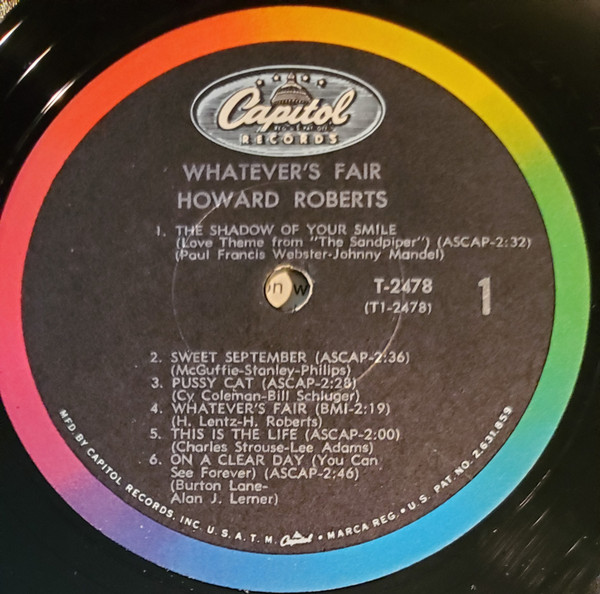 Capitol
RECORDS
WHATEVER'S FAIR
HOWARD ROBERTS
1. THE SHADOW OF YOUR SMILE
(Love Theme from "The Sandpiper") (ASCAP-2:32)
(Paul Francis Webster-Johnny Mandel)
T-2478
(T1-2478)
1
2. SWEET SEPTEMBER (ASCAP-2:36)
(McGuffie-Stanley-Philips)
3. PUSSY CAT (ASCAP-2:28)
(Cy Coleman-Bill Schluger)
4. WHATEVER'S FAIR (BMI-2:19)
(H. Lentz-H. Roberts)
5. THIS IS THE LIFE (ASCAP-2:00)
(Charles Strouse-Lee Adams)
6. ON A CLEAR DAY (You Can
See Forever) (ASCAP-2:46)
(Burton Lane-
Alan J. Lerner)
MFD BY CAPITOL RECORDS, INC. U.S.A. T.M. Capitol • MARCA REG. • U.S. PAT. NO. 2,631,859